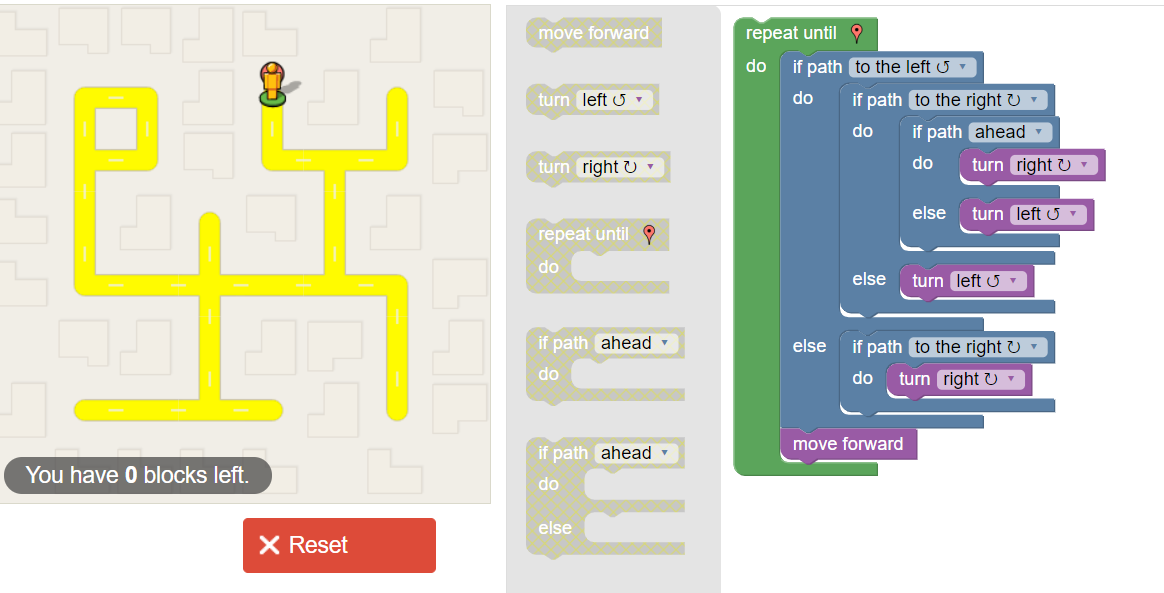 You have 0 blocks left.
Reset
move forward
turn left ↺ ▼
turn right ↻ ▼
repeat until
do
if path ahead ▼
do
if path ahead ▼
do
else
repeat until
do if path to the left ↺ ▼
do if path to the right ↻ ▼
do if path ahead ▼
do turn right ↻ ▼
else turn left ↺ ▼
else turn left ↺ ▼
else if path to the right ↻ ▼
do turn right ↻ ▼
move forward